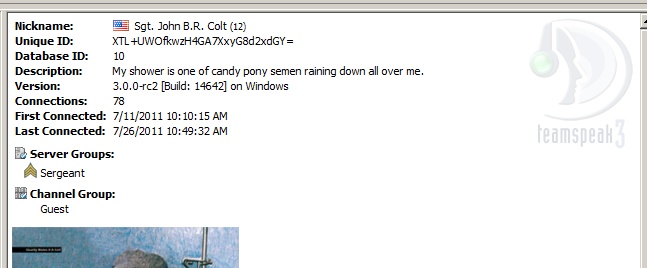 Nickname: Sgt. John B.R. Colt (12)
Unique ID: XTL+UWOfkwzH4GA7XxyG8d2xdGY=
Database ID: 10
Description: My shower is one of candy pony semen raining down all over me.
Version: 3.0.0-rc2 [Build: 14642] on Windows
Connections: 78
First Connected: 7/11/2011 10:10:15 AM
Last Connected: 7/26/2011 10:49:32 AM
teamspeak 3
Server Groups:
Sergeant
Channel Group:
Guest